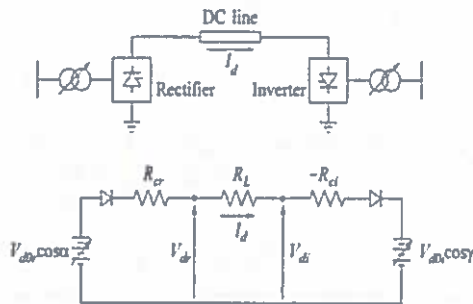 DC line
I_d
Rectifier
Inverter
R_cr
R_L
-R_ci
I_d
V_d0r cosα
V_dr
V_di
V_d0i cosγ